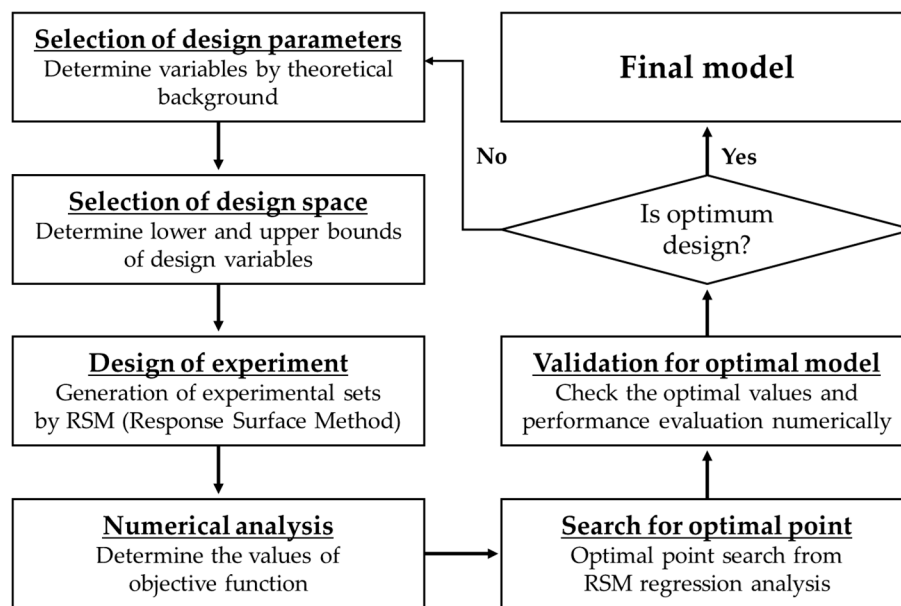 Selection of design parameters
Determine variables by theoretical
background
Selection of design space
Determine lower and upper bounds
of design variables
Design of experiment
Generation of experimental sets
by RSM (Response Surface Method)
Numerical analysis
Determine the values of
objective function
Search for optimal point
Optimal point search from
RSM regression analysis
Validation for optimal model
Check the optimal values and
performance evaluation numerically
Is optimum
design?
No
Yes
Final model